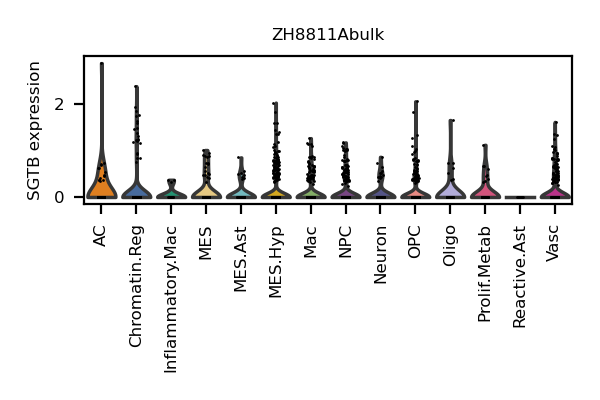 ZH8811Abulk
SGTB expression
2
0
AC
Chromatin.Reg
Inflammatory.Mac
MES
MES.Ast
MES.Hyp
Mac
NPC
Neuron
OPC
Oligo
Prolif.Metab
Reactive.Ast
Vasc